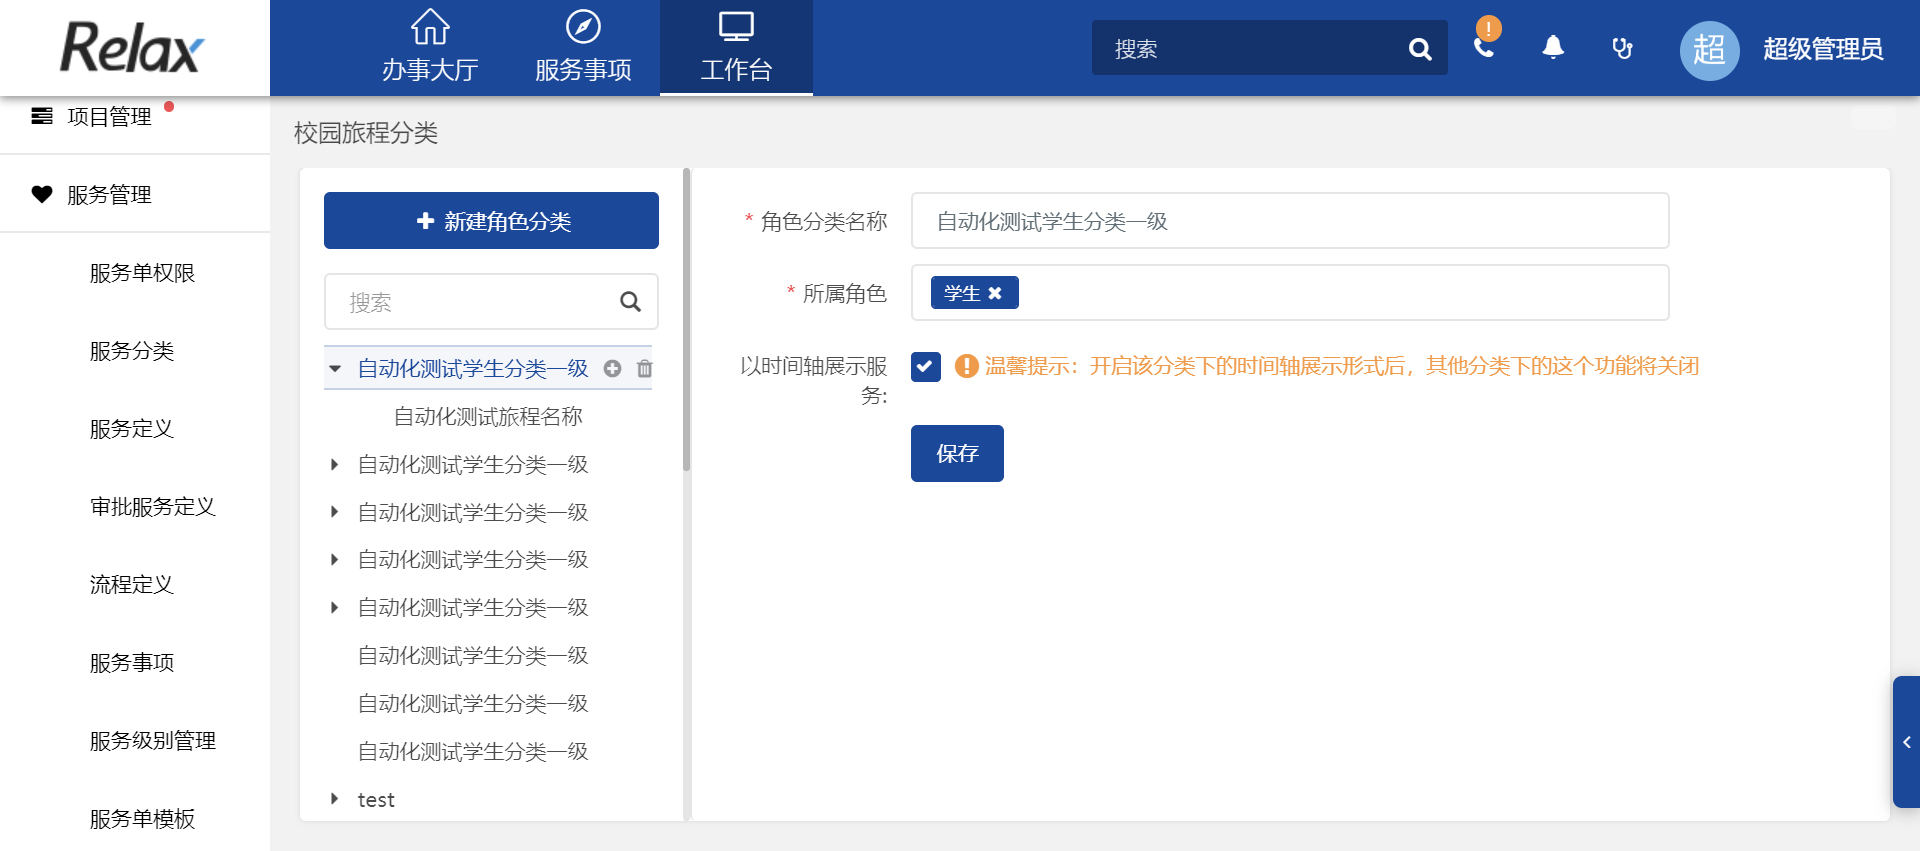 Relax
办事大厅
服务事项
工作台
搜索
!
超
超级管理员
项目管理
服务管理
服务单权限
服务分类
服务定义
审批服务定义
流程定义
服务事项
服务级别管理
服务单模板
校园旅程分类
新建角色分类
搜索
自动化测试学生分类一级
自动化测试旅程名称
自动化测试学生分类一级
自动化测试学生分类一级
自动化测试学生分类一级
自动化测试学生分类一级
自动化测试学生分类一级
自动化测试学生分类一级
自动化测试学生分类一级
test
* 角色分类名称
自动化测试学生分类一级
* 所属角色
学生
以时间轴展示服
务:
温馨提示：开启该分类下的时间轴展示形式后，其他分类下的这个功能将关闭
保存